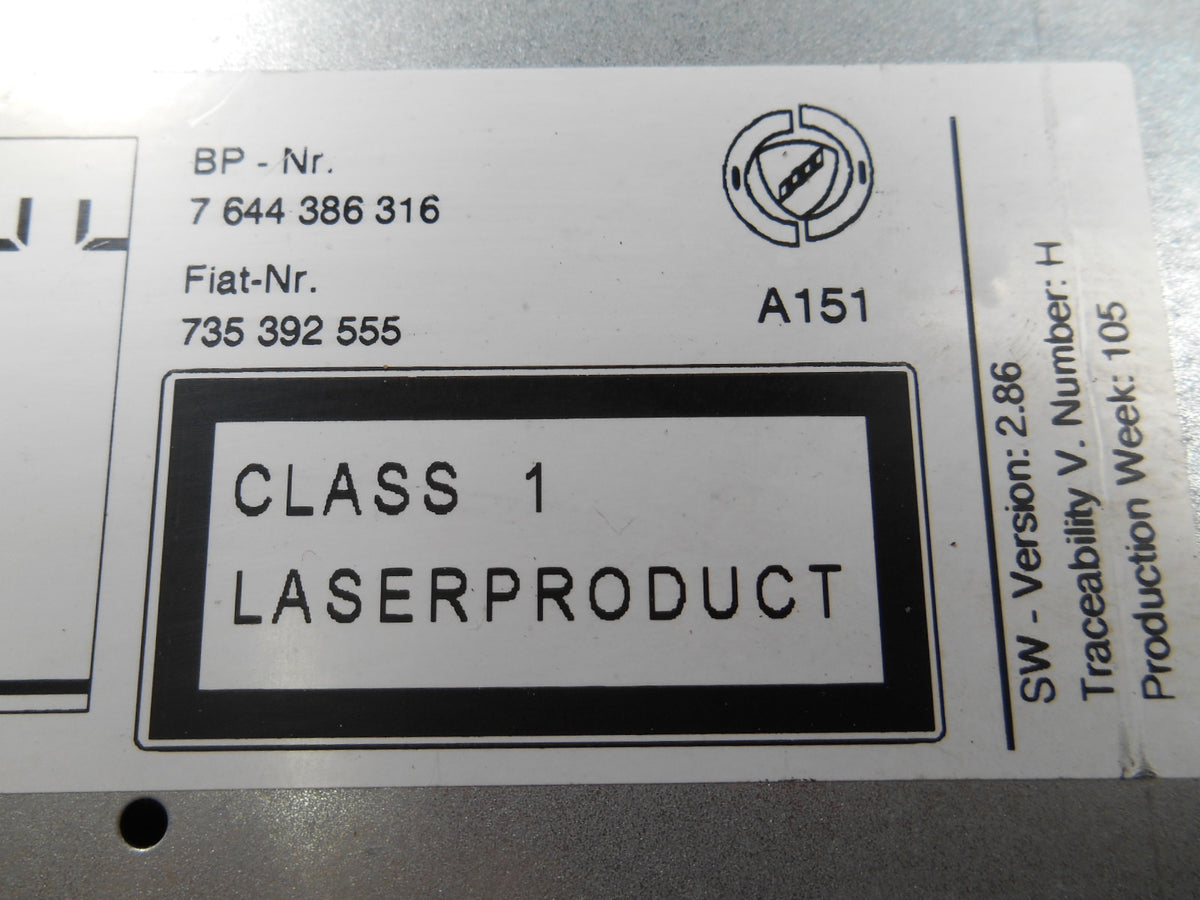 BP - Nr.
7 644 386 316
Fiat-Nr.
735 392 555
A151
CLASS 1
LASERPRODUCT
SW - Version: 2.86
Traceability V. Number: H
Production Week: 105